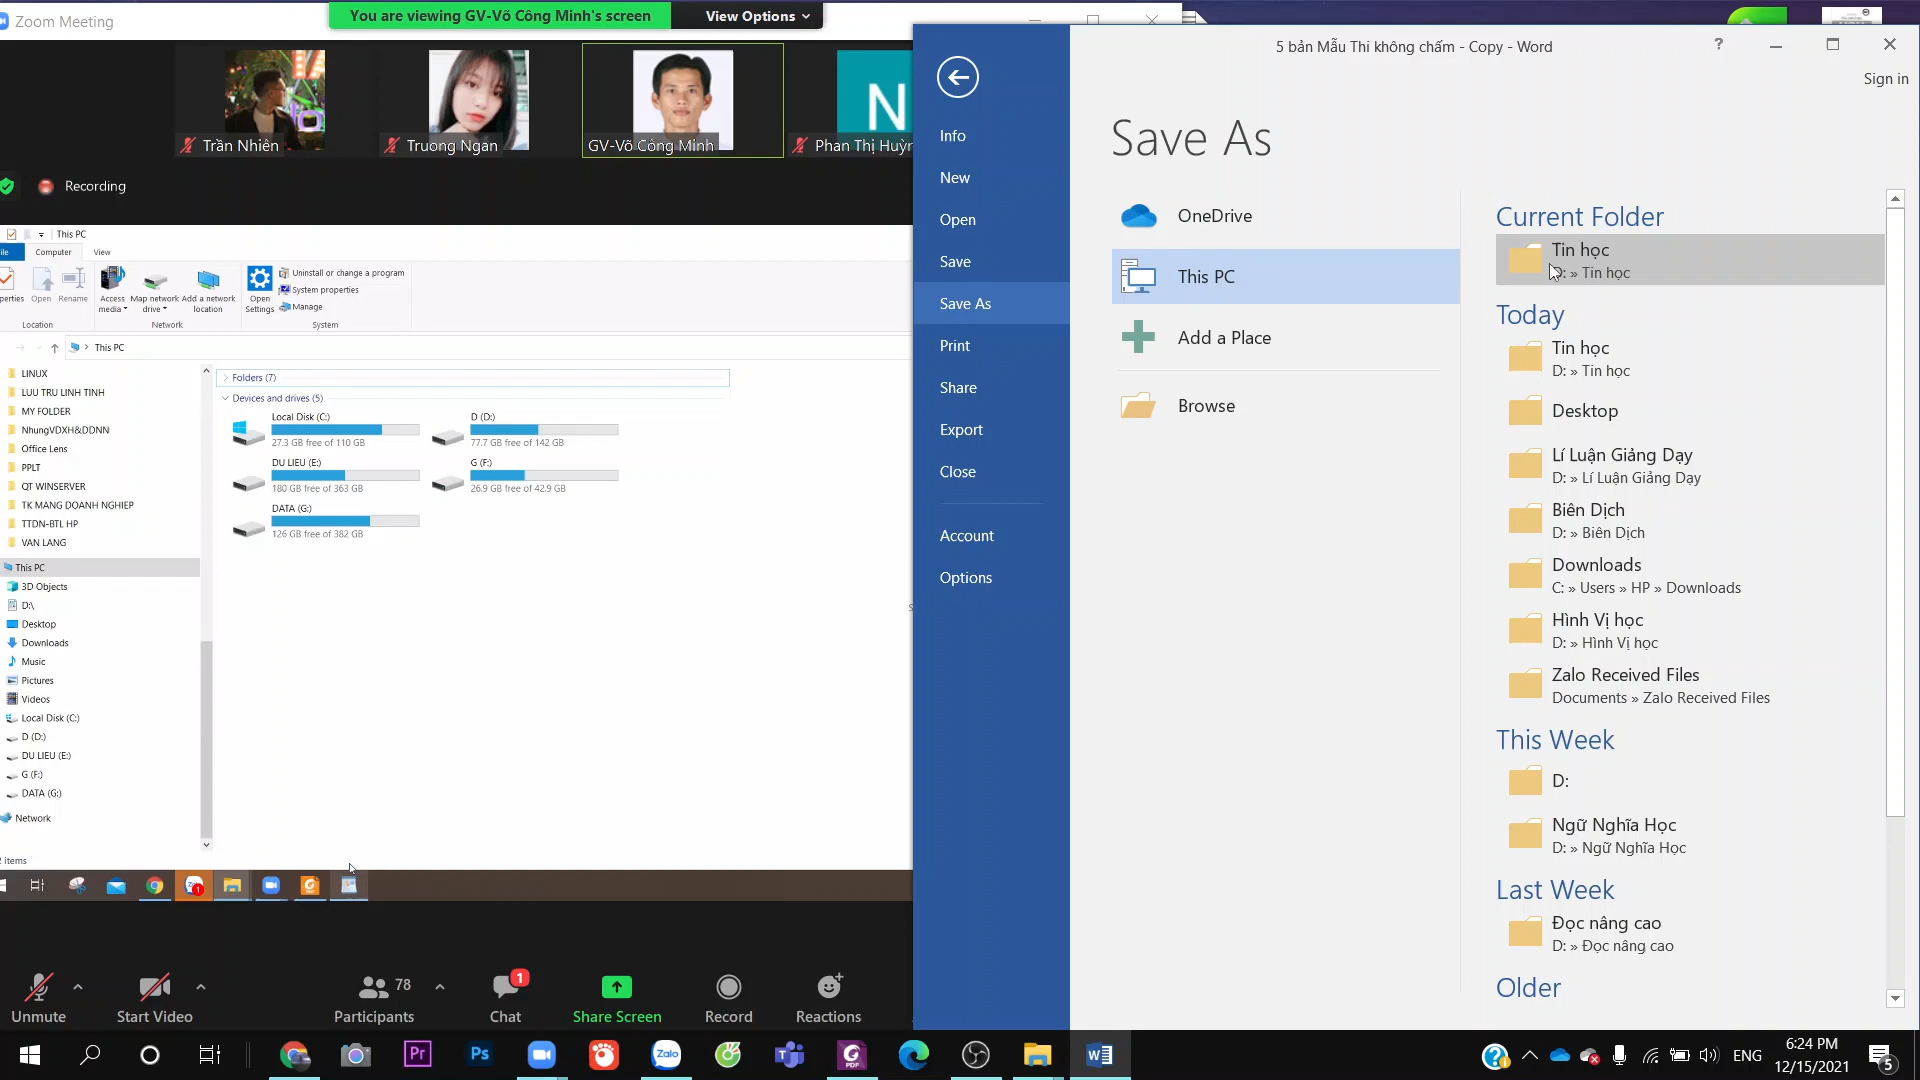 Zoom Meeting
You are viewing GV-Võ Công Minh's screen
View Options
Trần Nhiên
Truong Ngan
GV-Võ Công Minh
N
Phan Thị Huỳn
Recording
This PC
Computer
View
Open
Rename
Access media
Map network drive
Add a network location
Open Settings
Uninstall or change a program
System properties
Manage
Location
Network
System
This PC
LINUX
LUU TRU LINH TINH
MY FOLDER
NhungVDXH&DDNN
Office Lens
PPLT
QT WINSERVER
TK MANG DOANH NGHIEP
TTDN-BTL HP
VAN LANG
This PC
3D Objects
D:\
Desktop
Downloads
Music
Pictures
Videos
Local Disk (C:)
D (D:)
DU LIEU (E:)
G (F:)
DATA (G:)
Network
items
Folders (7)
Devices and drives (5)
Local Disk (C:)
27.3 GB free of 110 GB
D (D:)
77.7 GB free of 142 GB
DU LIEU (E:)
180 GB free of 363 GB
G (F:)
26.9 GB free of 42.9 GB
DATA (G:)
126 GB free of 382 GB
Unmute
Start Video
78
Participants
1
Chat
Share Screen
Record
Reactions
5 bản Mẫu Thi không chấm - Copy - Word
?
Sign in
Info
New
Open
Save
Save As
Print
Share
Export
Close
Account
Options
Save As
OneDrive
This PC
Add a Place
Browse
Current Folder
Tin học
D: » Tin học
Today
Tin học
D: » Tin học
Desktop
Lí Luận Giảng Dạy
D: » Lí Luận Giảng Dạy
Biên Dịch
D: » Biên Dịch
Downloads
C: » Users » HP » Downloads
Hình Vị học
D: » Hình Vị học
Zalo Received Files
Documents » Zalo Received Files
This Week
D:
Ngữ Nghĩa Học
D: » Ngữ Nghĩa Học
Last Week
Đọc nâng cao
D: » Đọc nâng cao
Older
Pr
Ps
Zalo
PDF
ENG
6:24 PM
12/15/2021
5